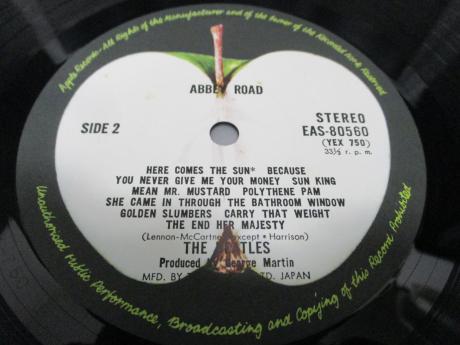 Apple Records · All Rights of the Manufacturer and of the Owner of the Recorded Work Reserved
ABBEY ROAD
SIDE 2
STEREO
EAS-80560
(YEX 750)
33⅓ r. p. m.
HERE COMES THE SUN* BECAUSE
YOU NEVER GIVE ME YOUR MONEY SUN KING
MEAN MR. MUSTARD POLYTHENE PAM
SHE CAME IN THROUGH THE BATHROOM WINDOW
GOLDEN SLUMBERS CARRY THAT WEIGHT
THE END HER MAJESTY
(Lennon-McCartney except * Harrison)
THE BEATLES
Produced by George Martin
MFD. BY LTD. JAPAN
Unauthorised Public Performance, Broadcasting and Copying of this Record Prohibited